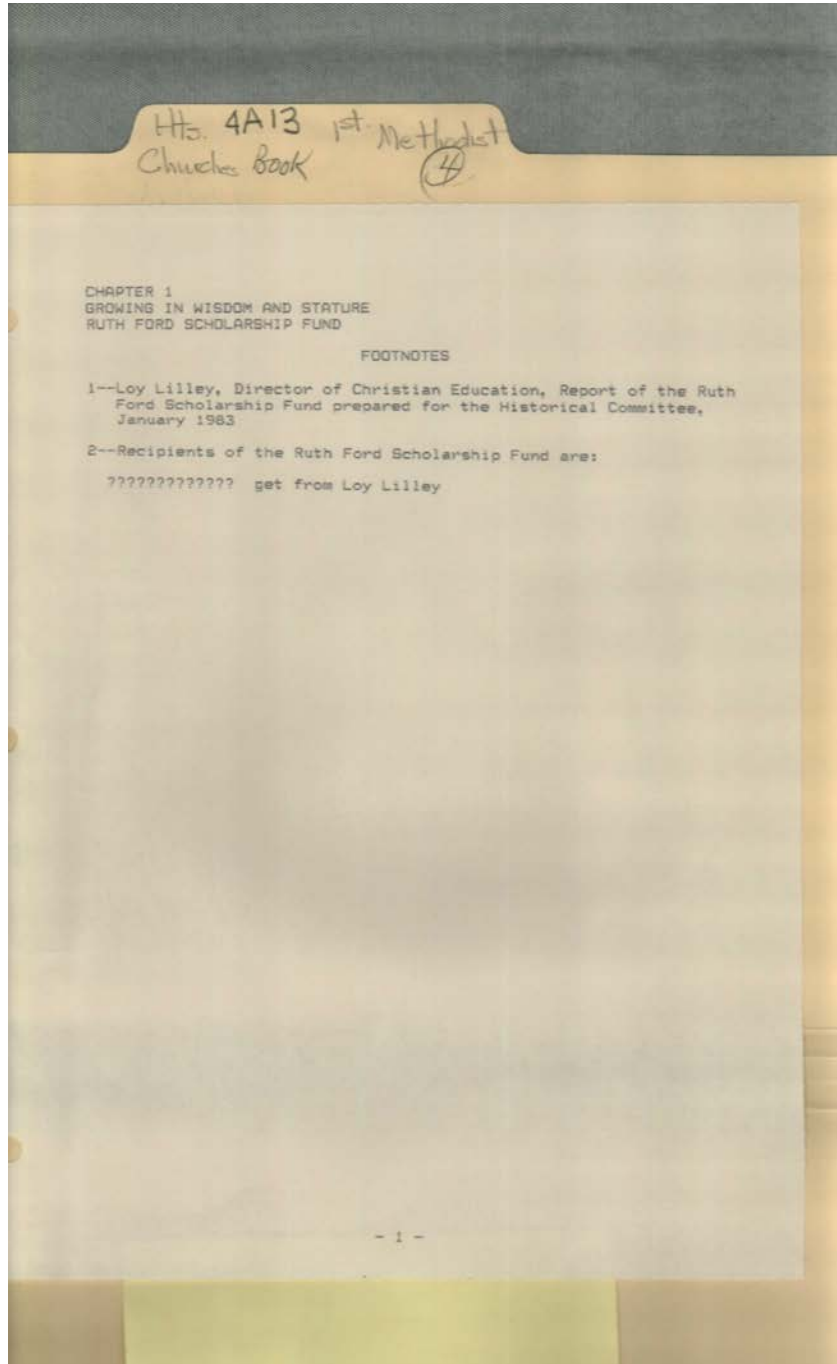 Hts. 4A13 1st Methodist
Churches Book 4
CHAPTER 1
GROWING IN WISDOM AND STATURE
RUTH FORD SCHOLARSHIP FUND
FOOTNOTES
1--Loy Lilley, Director of Christian Education, Report of the Ruth
Ford Scholarship Fund prepared for the Historical Committee,
January 1983
2--Recipients of the Ruth Ford Scholarship Fund are:
????????????? get from Loy Lilley
- 1 -